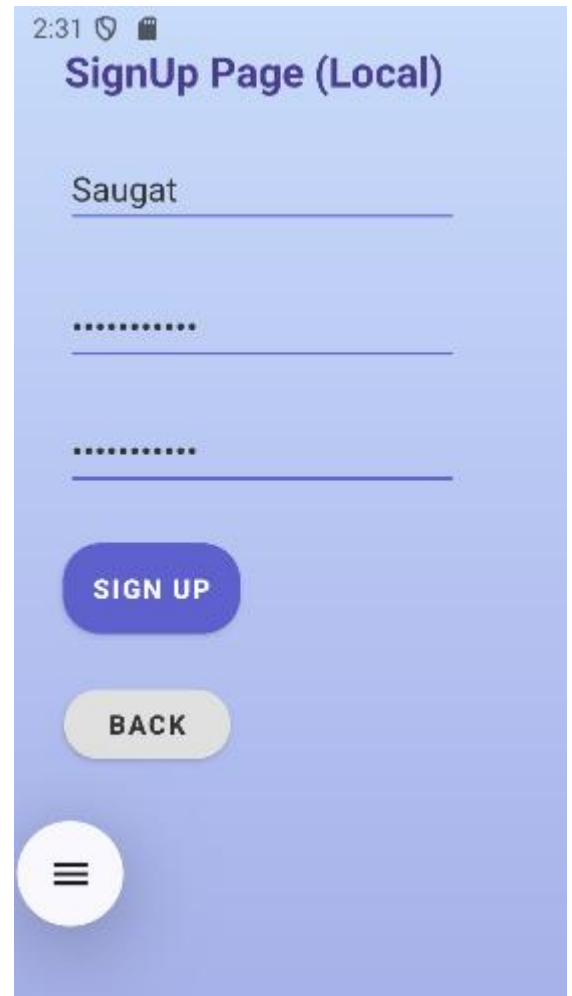 2:31
SignUp Page (Local)
Saugat
•••••••••••
•••••••••••
SIGN UP
BACK